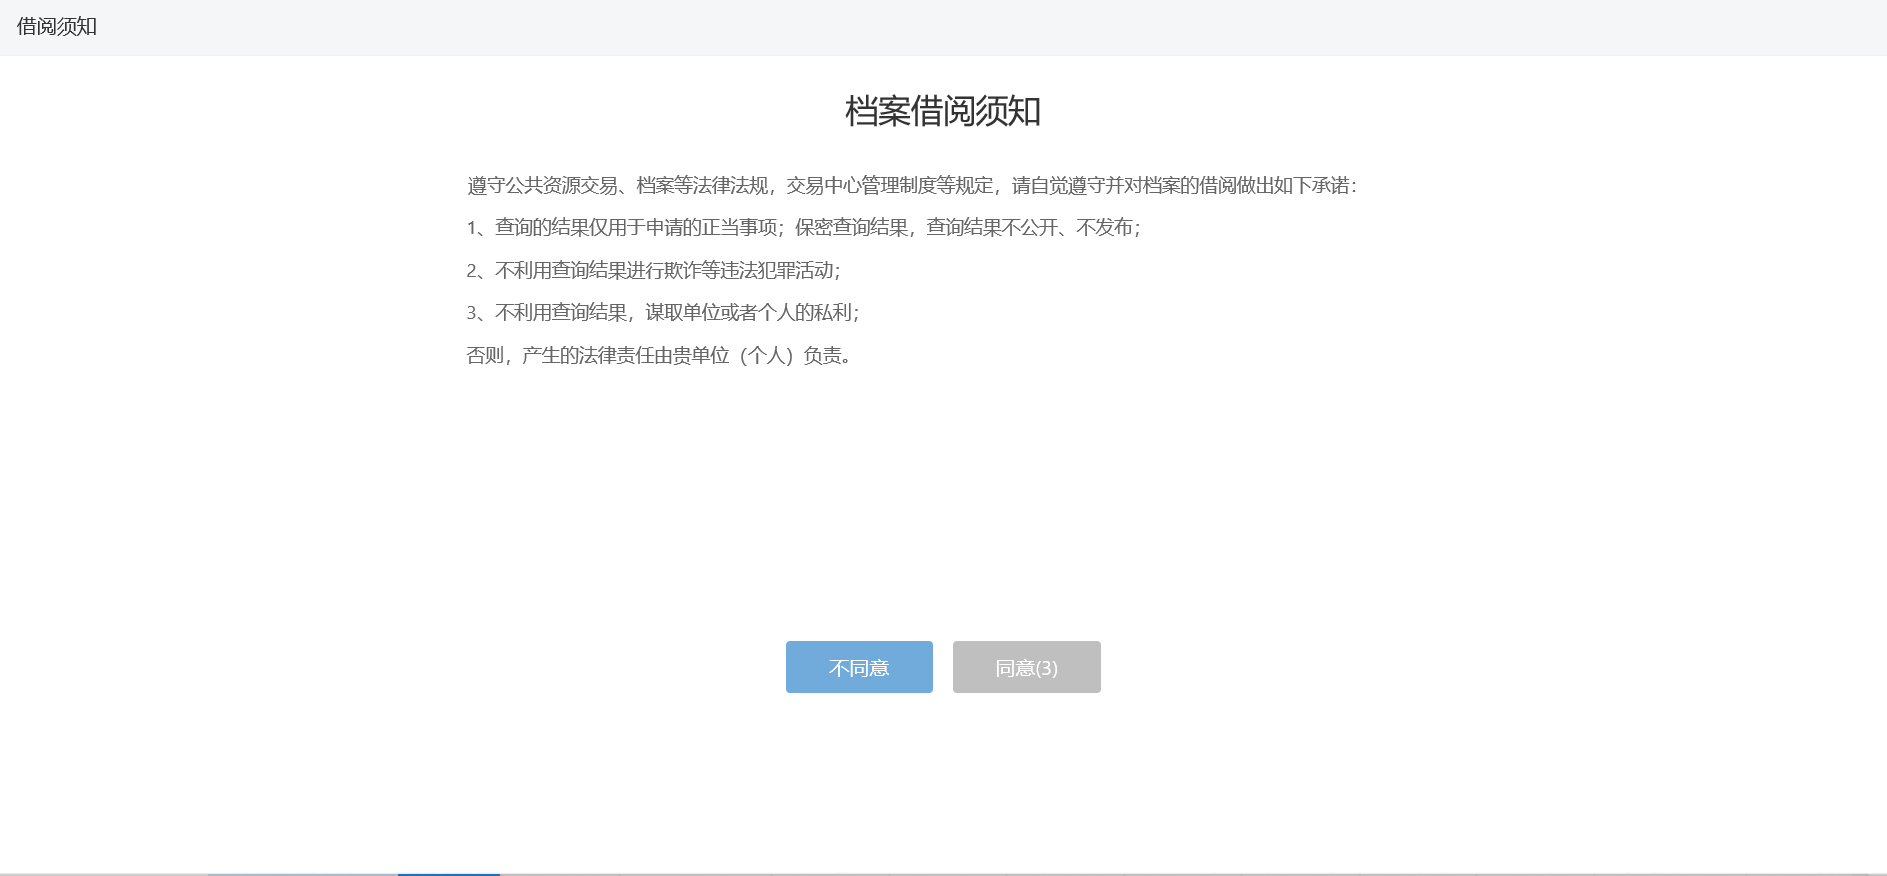 借阅须知
档案借阅须知
遵守公共资源交易、档案等法律法规，交易中心管理制度等规定，请自觉遵守并对档案的借阅做出如下承诺：
1、查询的结果仅用于申请的正当事项；保密查询结果，查询结果不公开、不发布；
2、不利用查询结果进行欺诈等违法犯罪活动；
3、不利用查询结果，谋取单位或者个人的私利；
否则，产生的法律责任由贵单位（个人）负责。
不同意 同意(3)